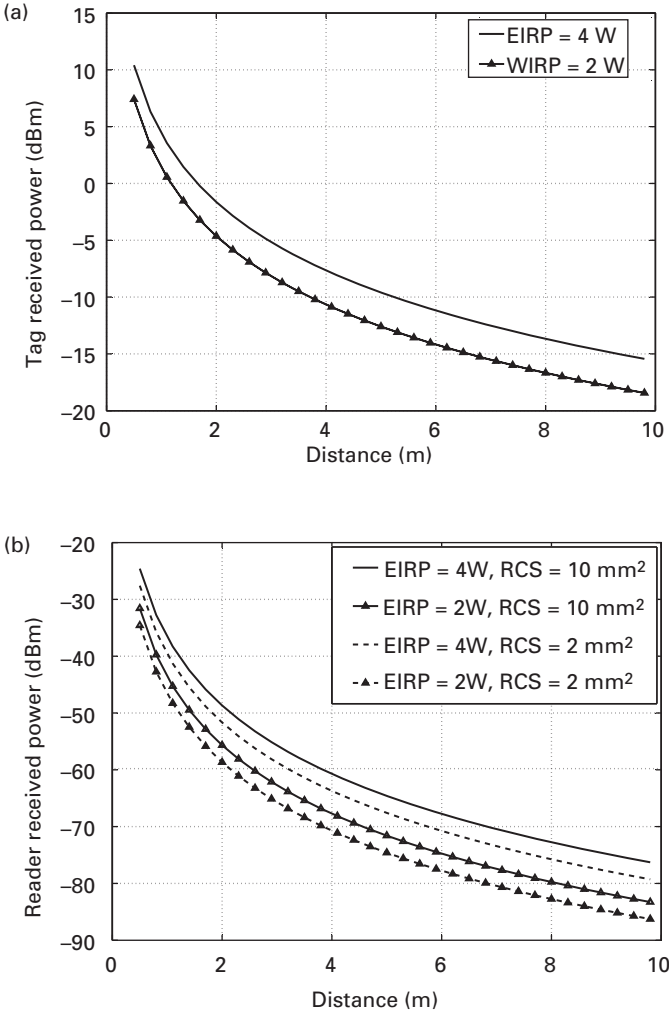 (a)
15
10
5
0
–5
–10
–15
–20
Tag received power (dBm)
EIRP = 4 W
WIRP = 2 W
0 2 4 6 8 10
Distance (m)
(b)
–20
–30
–40
–50
–60
–70
–80
–90
Reader received power (dBm)
EIRP = 4W, RCS = 10 mm²
EIRP = 2W, RCS = 10 mm²
EIRP = 4W, RCS = 2 mm²
EIRP = 2W, RCS = 2 mm²
0 2 4 6 8 10
Distance (m)